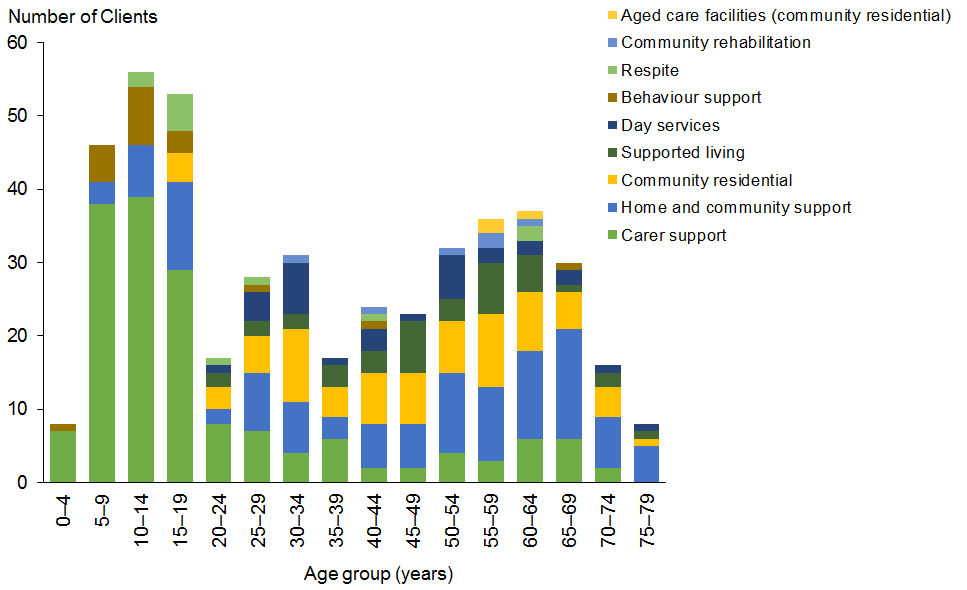 Number of Clients
60
50
40
30
20
10
0
0–4
5–9
10–14
15–19
20–24
25–29
30–34
35–39
40–44
45–49
50–54
55–59
60–64
65–69
70–74
75–79
Age group (years)
Aged care facilities (community residential)
Community rehabilitation
Respite
Behaviour support
Day services
Supported living
Community residential
Home and community support
Carer support